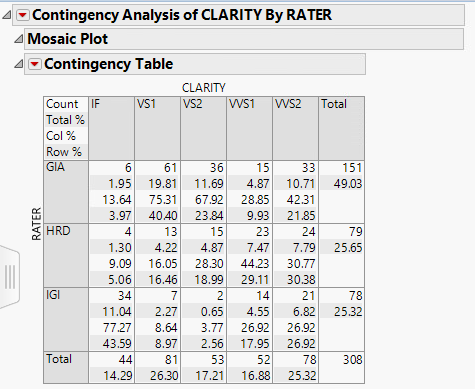 Contingency Analysis of CLARITY By RATER
Mosaic Plot
Contingency Table
CLARITY
Count IF VS1 VS2 VVS1 VVS2 Total
Total %
Col %
Row %
RATER
GIA 6 61 36 15 33 151
1.95 19.81 11.69 4.87 10.71 49.03
13.64 75.31 67.92 28.85 42.31
3.97 40.40 23.84 9.93 21.85
HRD 4 13 15 23 24 79
1.30 4.22 4.87 7.47 7.79 25.65
9.09 16.05 28.30 44.23 30.77
5.06 16.46 18.99 29.11 30.38
IGI 34 7 2 14 21 78
11.04 2.27 0.65 4.55 6.82 25.32
77.27 8.64 3.77 26.92 26.92
43.59 8.97 2.56 17.95 26.92
Total 44 81 53 52 78 308
14.29 26.30 17.21 16.88 25.32